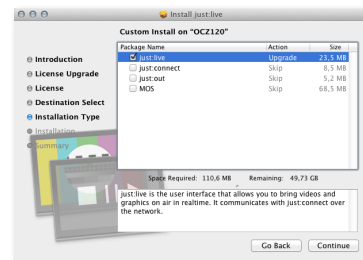 Install just:live
Custom Install on "OCZ120"
Package Name Action Size
just:live Upgrade 23,5 MB
just:connect Skip 8,5 MB
just:out Skip 5,2 MB
MOS Skip 68,5 MB
Introduction
License Upgrade
License
Destination Select
Installation Type
Installation
Summary
Space Required: 110,6 MB Remaining: 49,73 GB
just:live is the user interface that allows you to bring videos and
graphics on air in realtime. It communicates with just:connect over
the network.
Go Back Continue